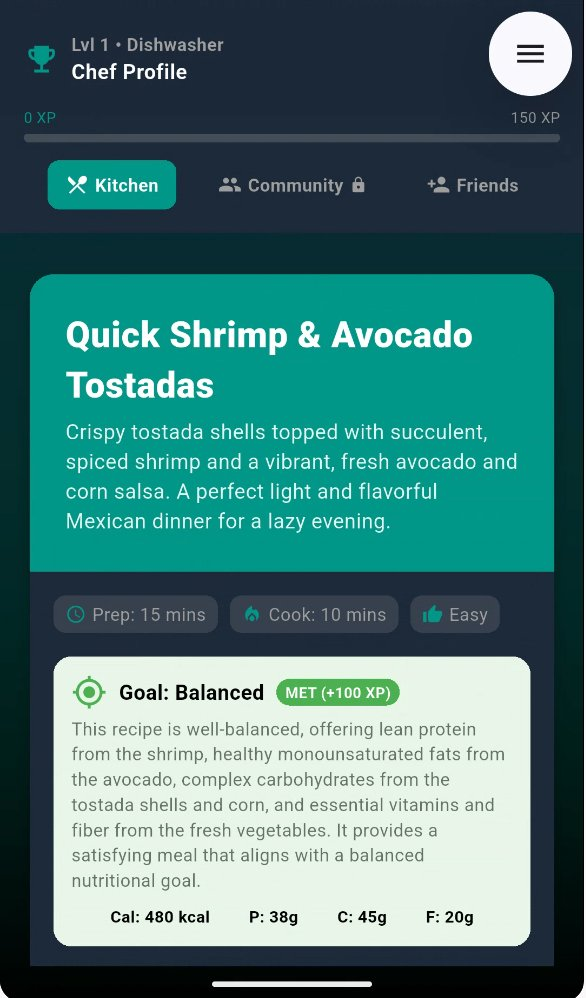 Lvl 1 • Dishwasher
Chef Profile
0 XP
150 XP
Kitchen
Community
Friends
Quick Shrimp & Avocado
Tostadas
Crispy tostada shells topped with succulent,
spiced shrimp and a vibrant, fresh avocado and
corn salsa. A perfect light and flavorful
Mexican dinner for a lazy evening.
Prep: 15 mins
Cook: 10 mins
Easy
Goal: Balanced
MET (+100 XP)
This recipe is well-balanced, offering lean protein
from the shrimp, healthy monounsaturated fats from
the avocado, complex carbohydrates from the
tostada shells and corn, and essential vitamins and
fiber from the fresh vegetables. It provides a
satisfying meal that aligns with a balanced
nutritional goal.
Cal: 480 kcal
P: 38g
C: 45g
F: 20g